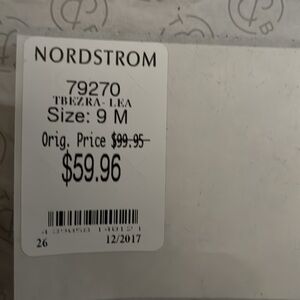 NORDSTROM
79270
TBEZRA- LEA
Size: 9 M
Orig. Price $99.95
$59.96
26 12/2017